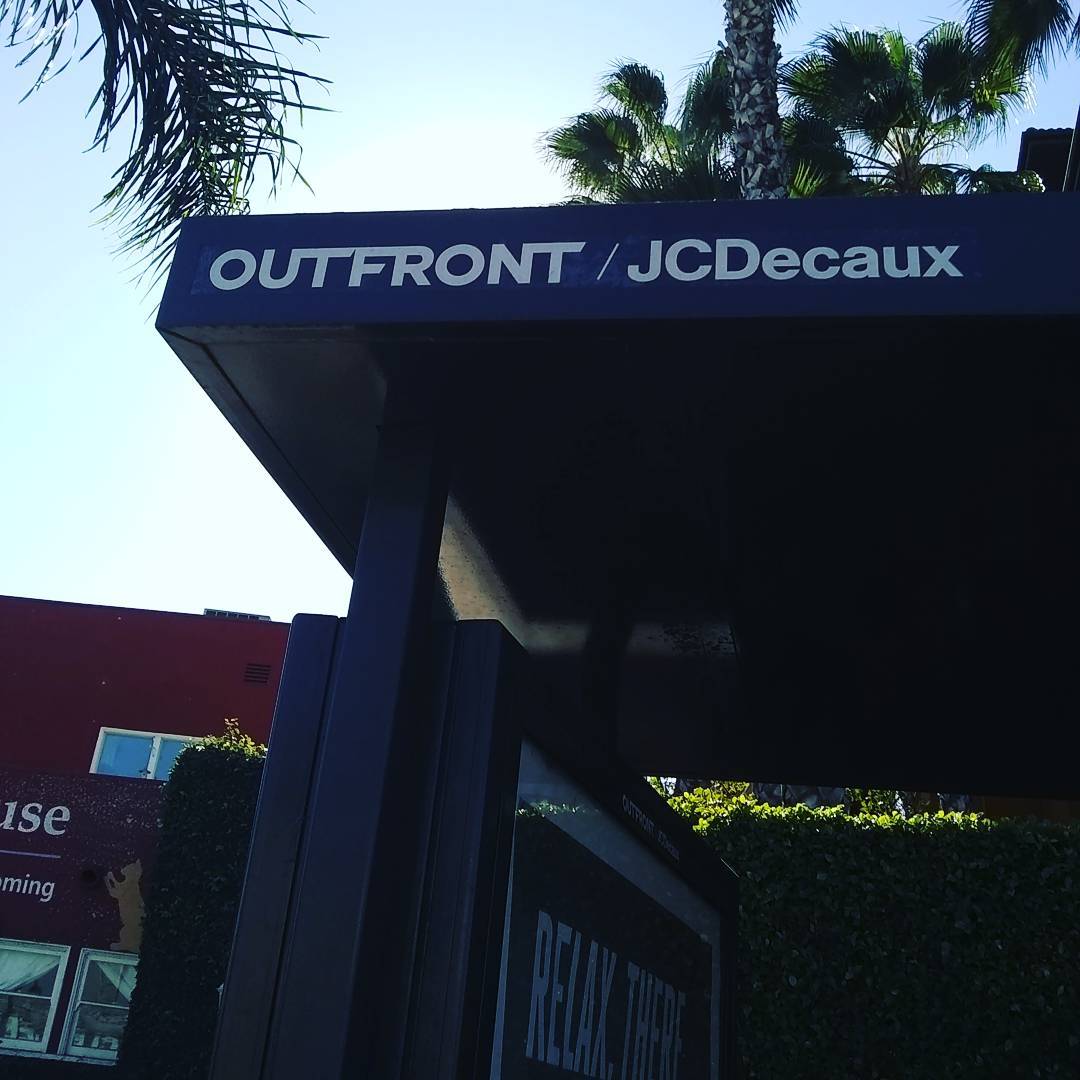 OUTFRONT / JCDecaux
use
oming
OUTFRONT JCDecaux
RELAX. THERE